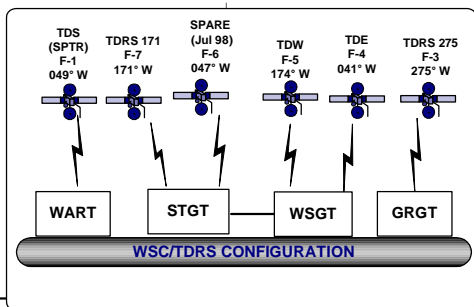 TDS
(SPTR)
F-1
049° W
TDRS 171
F-7
171° W
SPARE
(Jul 98)
F-6
047° W
TDW
F-5
174° W
TDE
F-4
041° W
TDRS 275
F-3
275° W
WART
STGT
WSGT
GRGT
WSC/TDRS CONFIGURATION